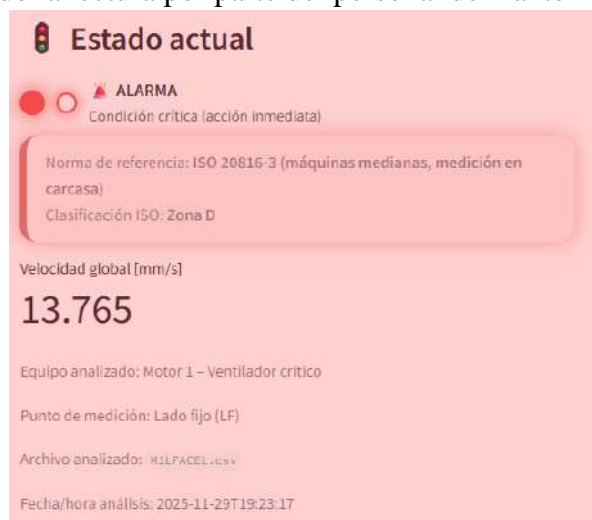 Estado actual
ALARMA
Condición crítica (acción inmediata)
Norma de referencia: ISO 20816-3 (máquinas medianas, medición en
carcasa)
Clasificación ISO: Zona D
Velocidad global [mm/s]
13.765
Equipo analizado: Motor 1 – Ventilador crítico
Punto de medición: Lado fijo (LF)
Archivo analizado:
Fecha/hora análisis: 2025-11-29T19:23:17